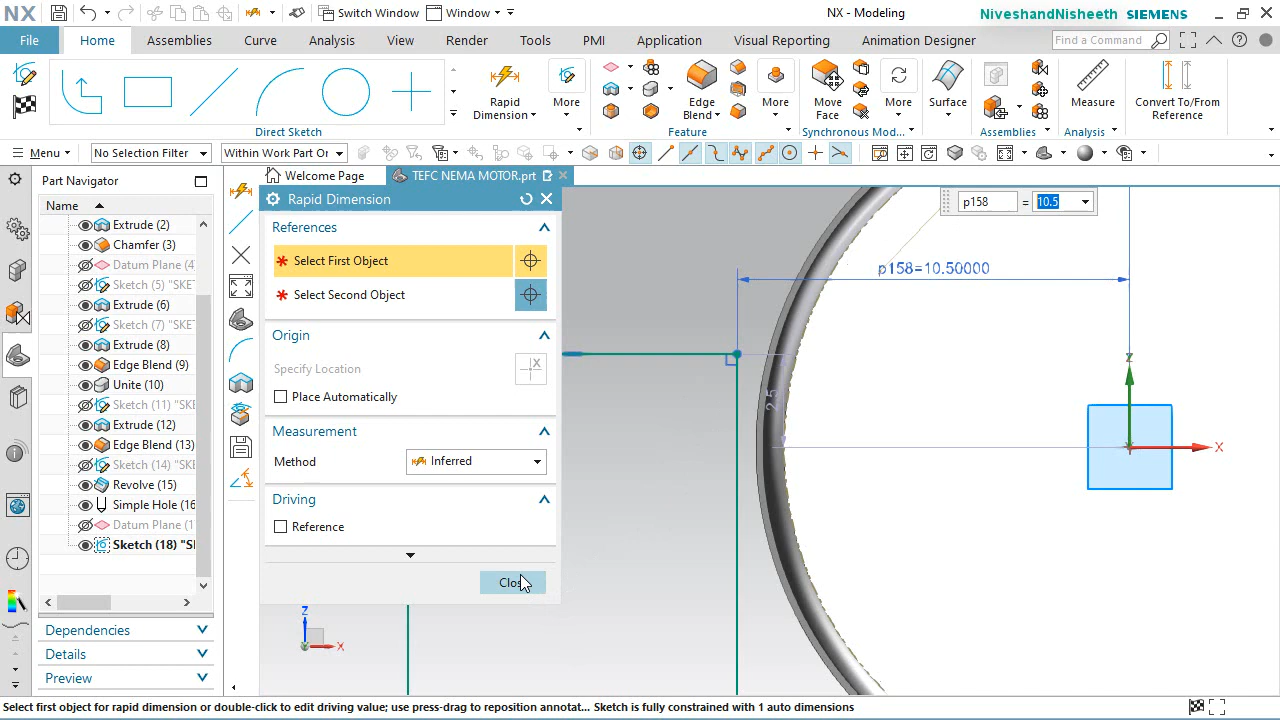 NX
Switch Window
Window
NX - Modeling
NiveshandNisheeth SIEMENS
File
Home
Assemblies
Curve
Analysis
View
Render
Tools
PMI
Application
Visual Reporting
Animation Designer
Find a Command
Rapid Dimension
More
Edge Blend
More
Move Face
More
Surface
Measure
Convert To/From Reference
Direct Sketch
Feature
Synchronous Mod...
Assemblies
Analysis
Menu
No Selection Filter
Within Work Part Or
Part Navigator
Name
Extrude (2)
Chamfer (3)
Datum Plane (4
Sketch (5) "SKE
Extrude (6)
Sketch (7) "SKE
Extrude (8)
Edge Blend (9)
Unite (10)
Sketch (11) "SK
Extrude (12)
Edge Blend (13)
Sketch (14) "SK
Revolve (15)
Simple Hole (16
Datum Plane (1
Sketch (18) "S
Dependencies
Details
Preview
Welcome Page
TEFC NEMA MOTOR.prt
Rapid Dimension
References
* Select First Object
* Select Second Object
Origin
Specify Location
Place Automatically
Measurement
Method
Inferred
Driving
Reference
p158
=
10.5
p158=10.50000
2.5
Z
X
Z
X
Select first object for rapid dimension or double-click to edit driving value; use press-drag to reposition annotat... Sketch is fully constrained with 1 auto dimensions